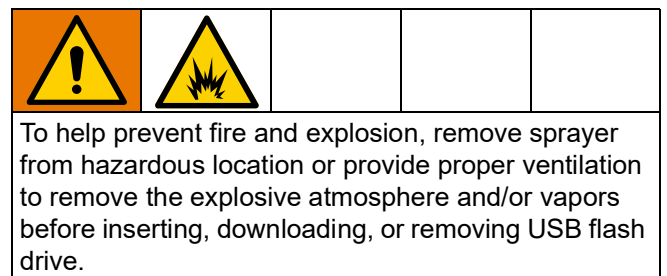 To help prevent fire and explosion, remove sprayer
from hazardous location or provide proper ventilation
to remove the explosive atmosphere and/or vapors
before inserting, downloading, or removing USB flash
drive.